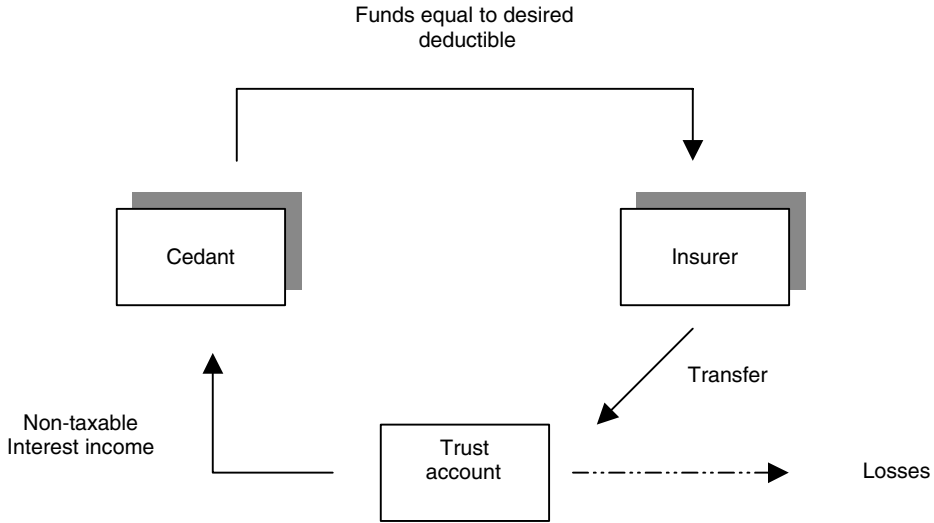 Funds equal to desired
deductible
Cedant
Insurer
Transfer
Non-taxable
Interest income
Trust
account
Losses